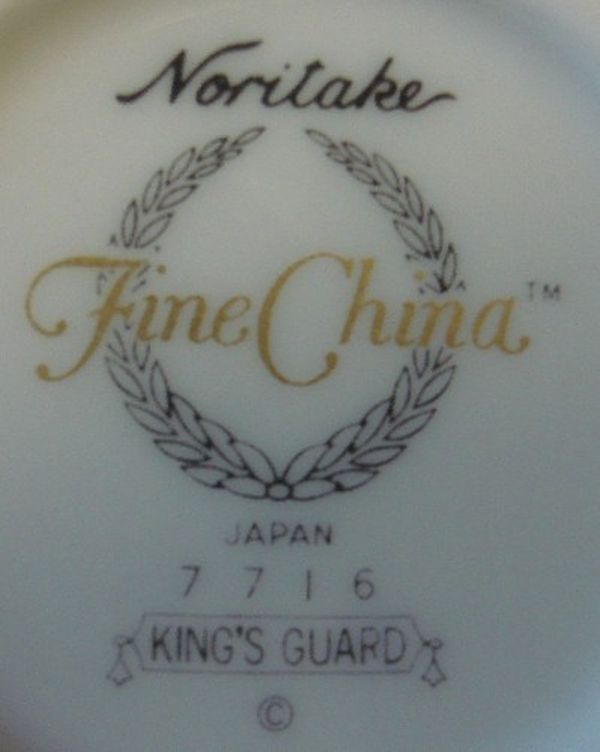 Noritake
Fine China™
JAPAN
7716
KING'S GUARD
©